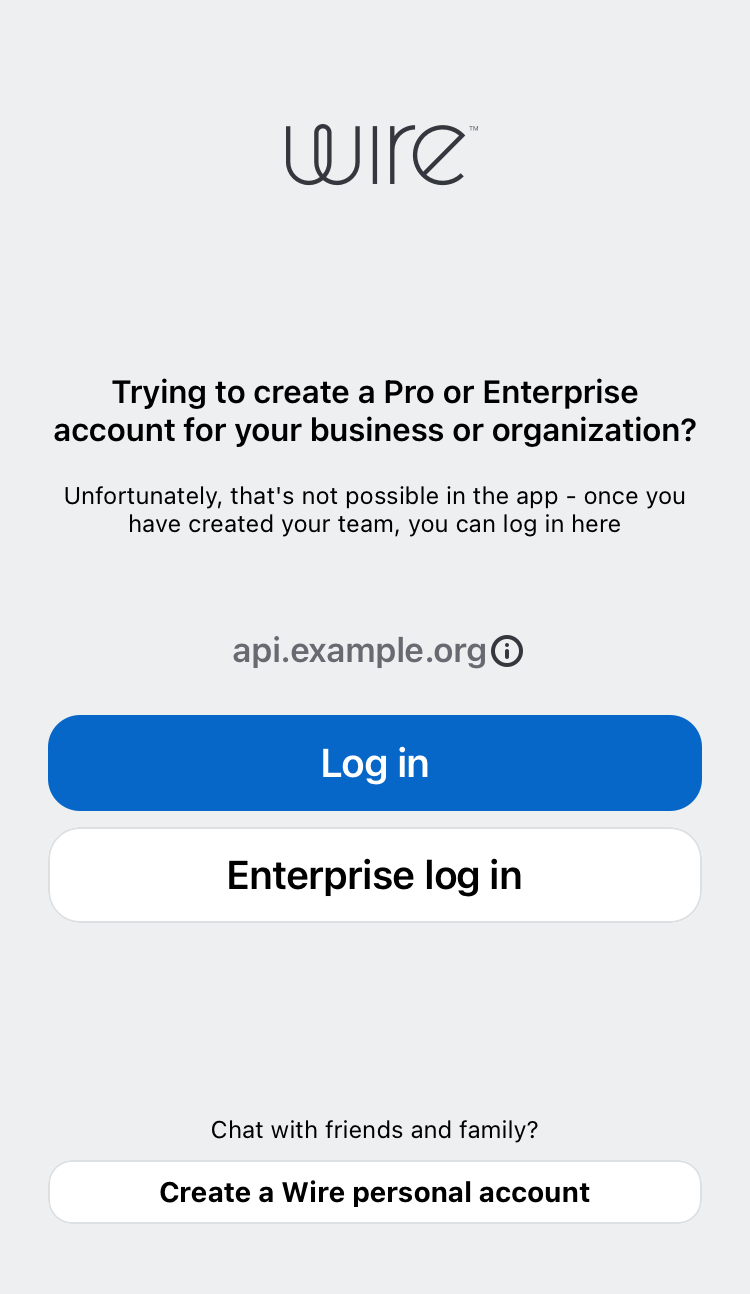 wire™
Trying to create a Pro or Enterprise
account for your business or organization?
Unfortunately, that's not possible in the app - once you
have created your team, you can log in here
api.example.org
Log in
Enterprise log in
Chat with friends and family?
Create a Wire personal account